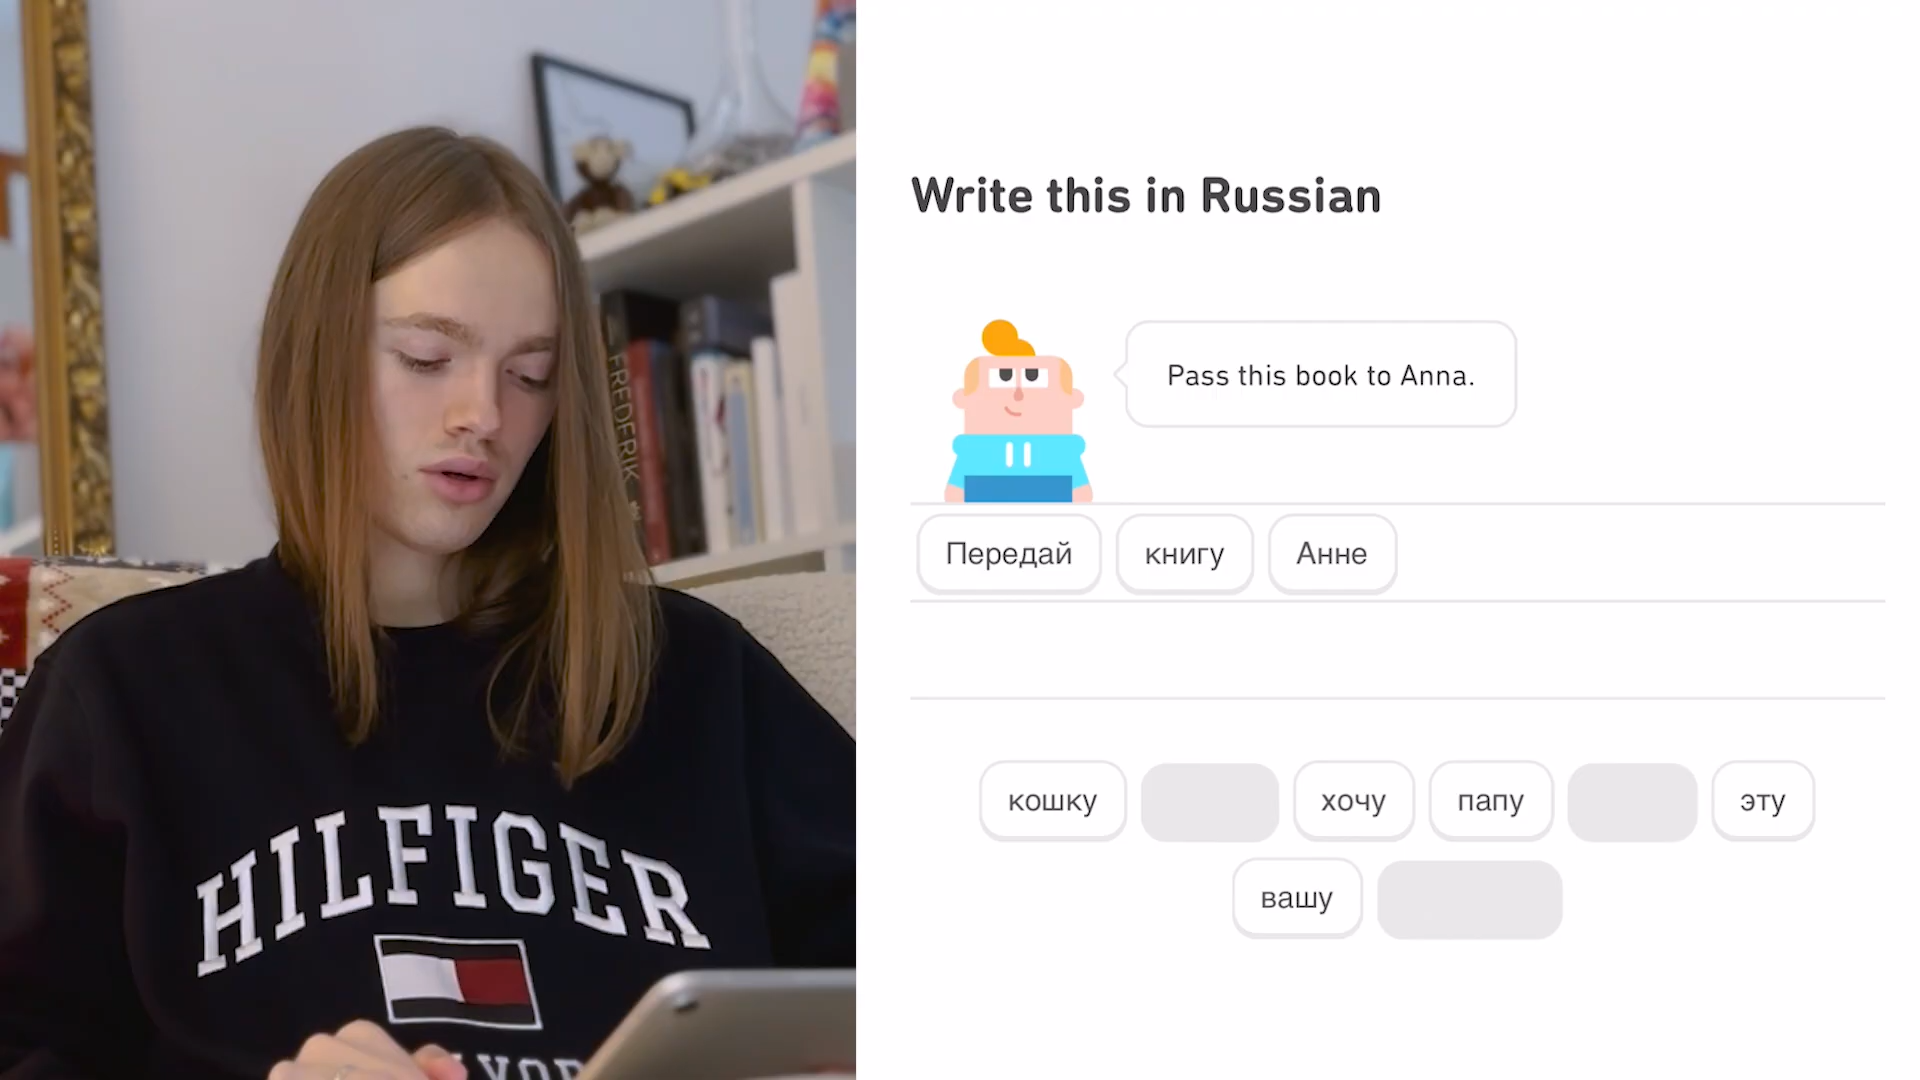 FREDERIK
HILFIGER
Write this in Russian
Pass this book to Anna.
Передай книгу Анне
кошку хочу папу эту
вашу